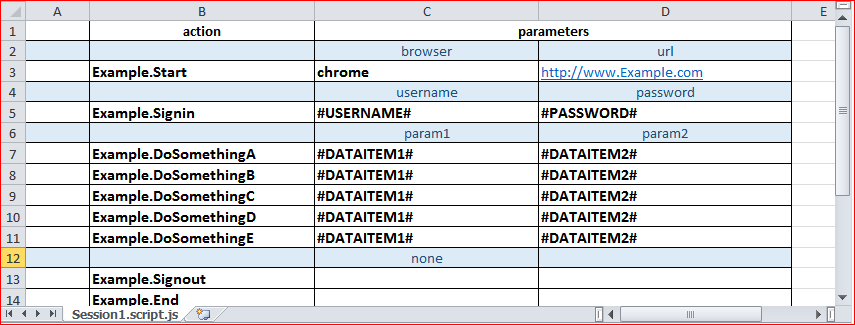 A B C D E
1 action parameters
2 browser url
3 Example.Start chrome http://www.Example.com
4 username password
5 Example.Signin #USERNAME# #PASSWORD#
6 param1 param2
7 Example.DoSomethingA #DATAITEM1# #DATAITEM2#
8 Example.DoSomethingB #DATAITEM1# #DATAITEM2#
9 Example.DoSomethingC #DATAITEM1# #DATAITEM2#
10 Example.DoSomethingD #DATAITEM1# #DATAITEM2#
11 Example.DoSomethingE #DATAITEM1# #DATAITEM2#
12 none
13 Example.Signout
14 Example.End
Session1.script.js